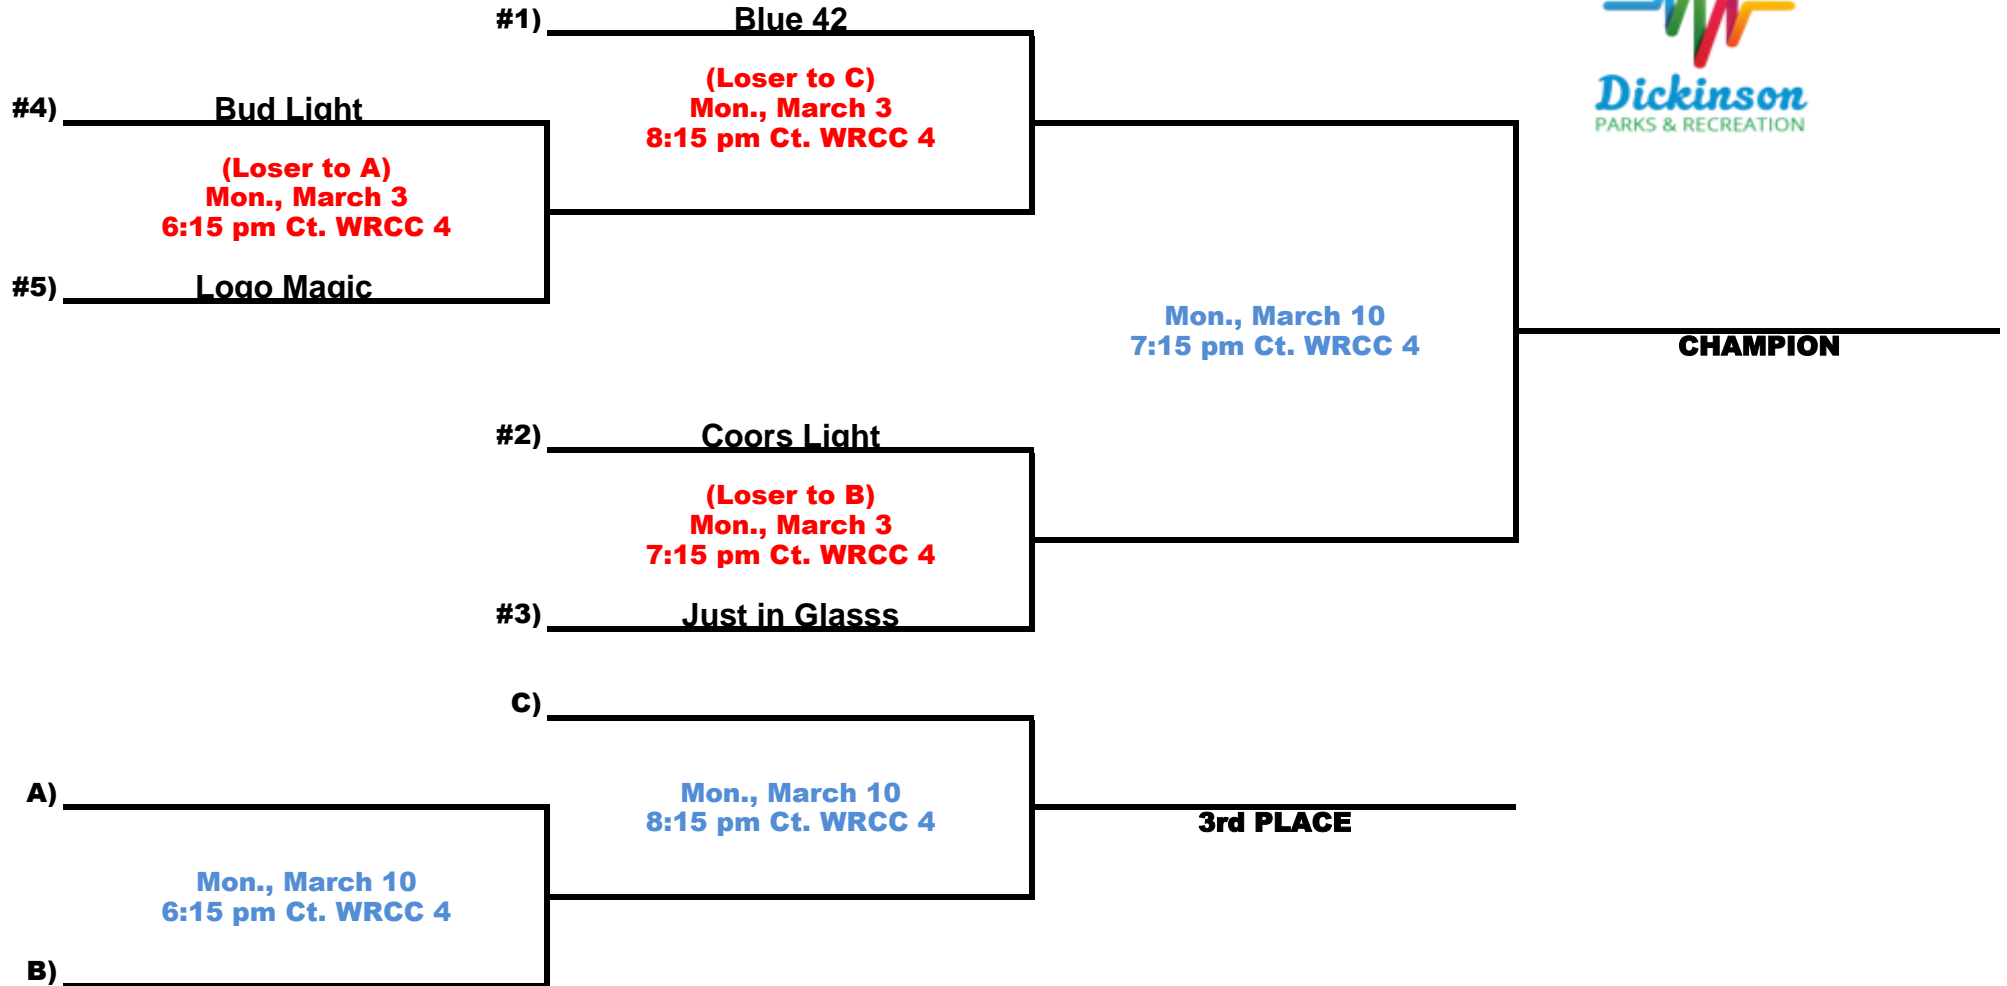 #1) Blue 42
(Loser to C)
Mon., March 3
8:15 pm Ct. WRCC 4
Dickinson
PARKS & RECREATION
#4) Bud Light
(Loser to A)
Mon., March 3
6:15 pm Ct. WRCC 4
#5) Logo Magic
Mon., March 10
7:15 pm Ct. WRCC 4
CHAMPION
#2) Coors Light
(Loser to B)
Mon., March 3
7:15 pm Ct. WRCC 4
#3) Just in Glasss
C)
Mon., March 10
8:15 pm Ct. WRCC 4
3rd PLACE
A)
Mon., March 10
6:15 pm Ct. WRCC 4
B)